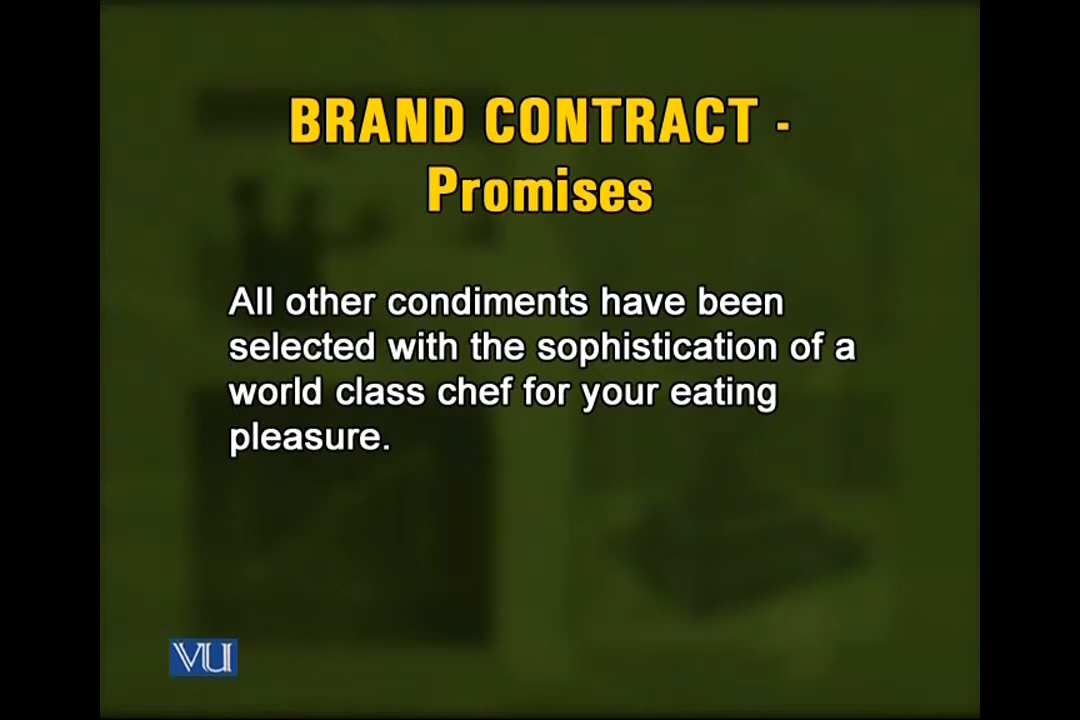 BRAND CONTRACT -
Promises
All other condiments have been
selected with the sophistication of a
world class chef for your eating
pleasure.
VU